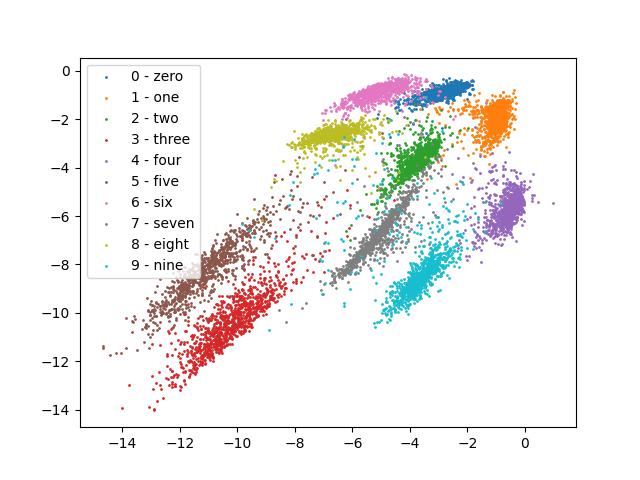 0 - zero
1 - one
2 - two
3 - three
4 - four
5 - five
6 - six
7 - seven
8 - eight
9 - nine
0
−2
−4
−6
−8
−10
−12
−14
−14
−12
−10
−8
−6
−4
−2
0